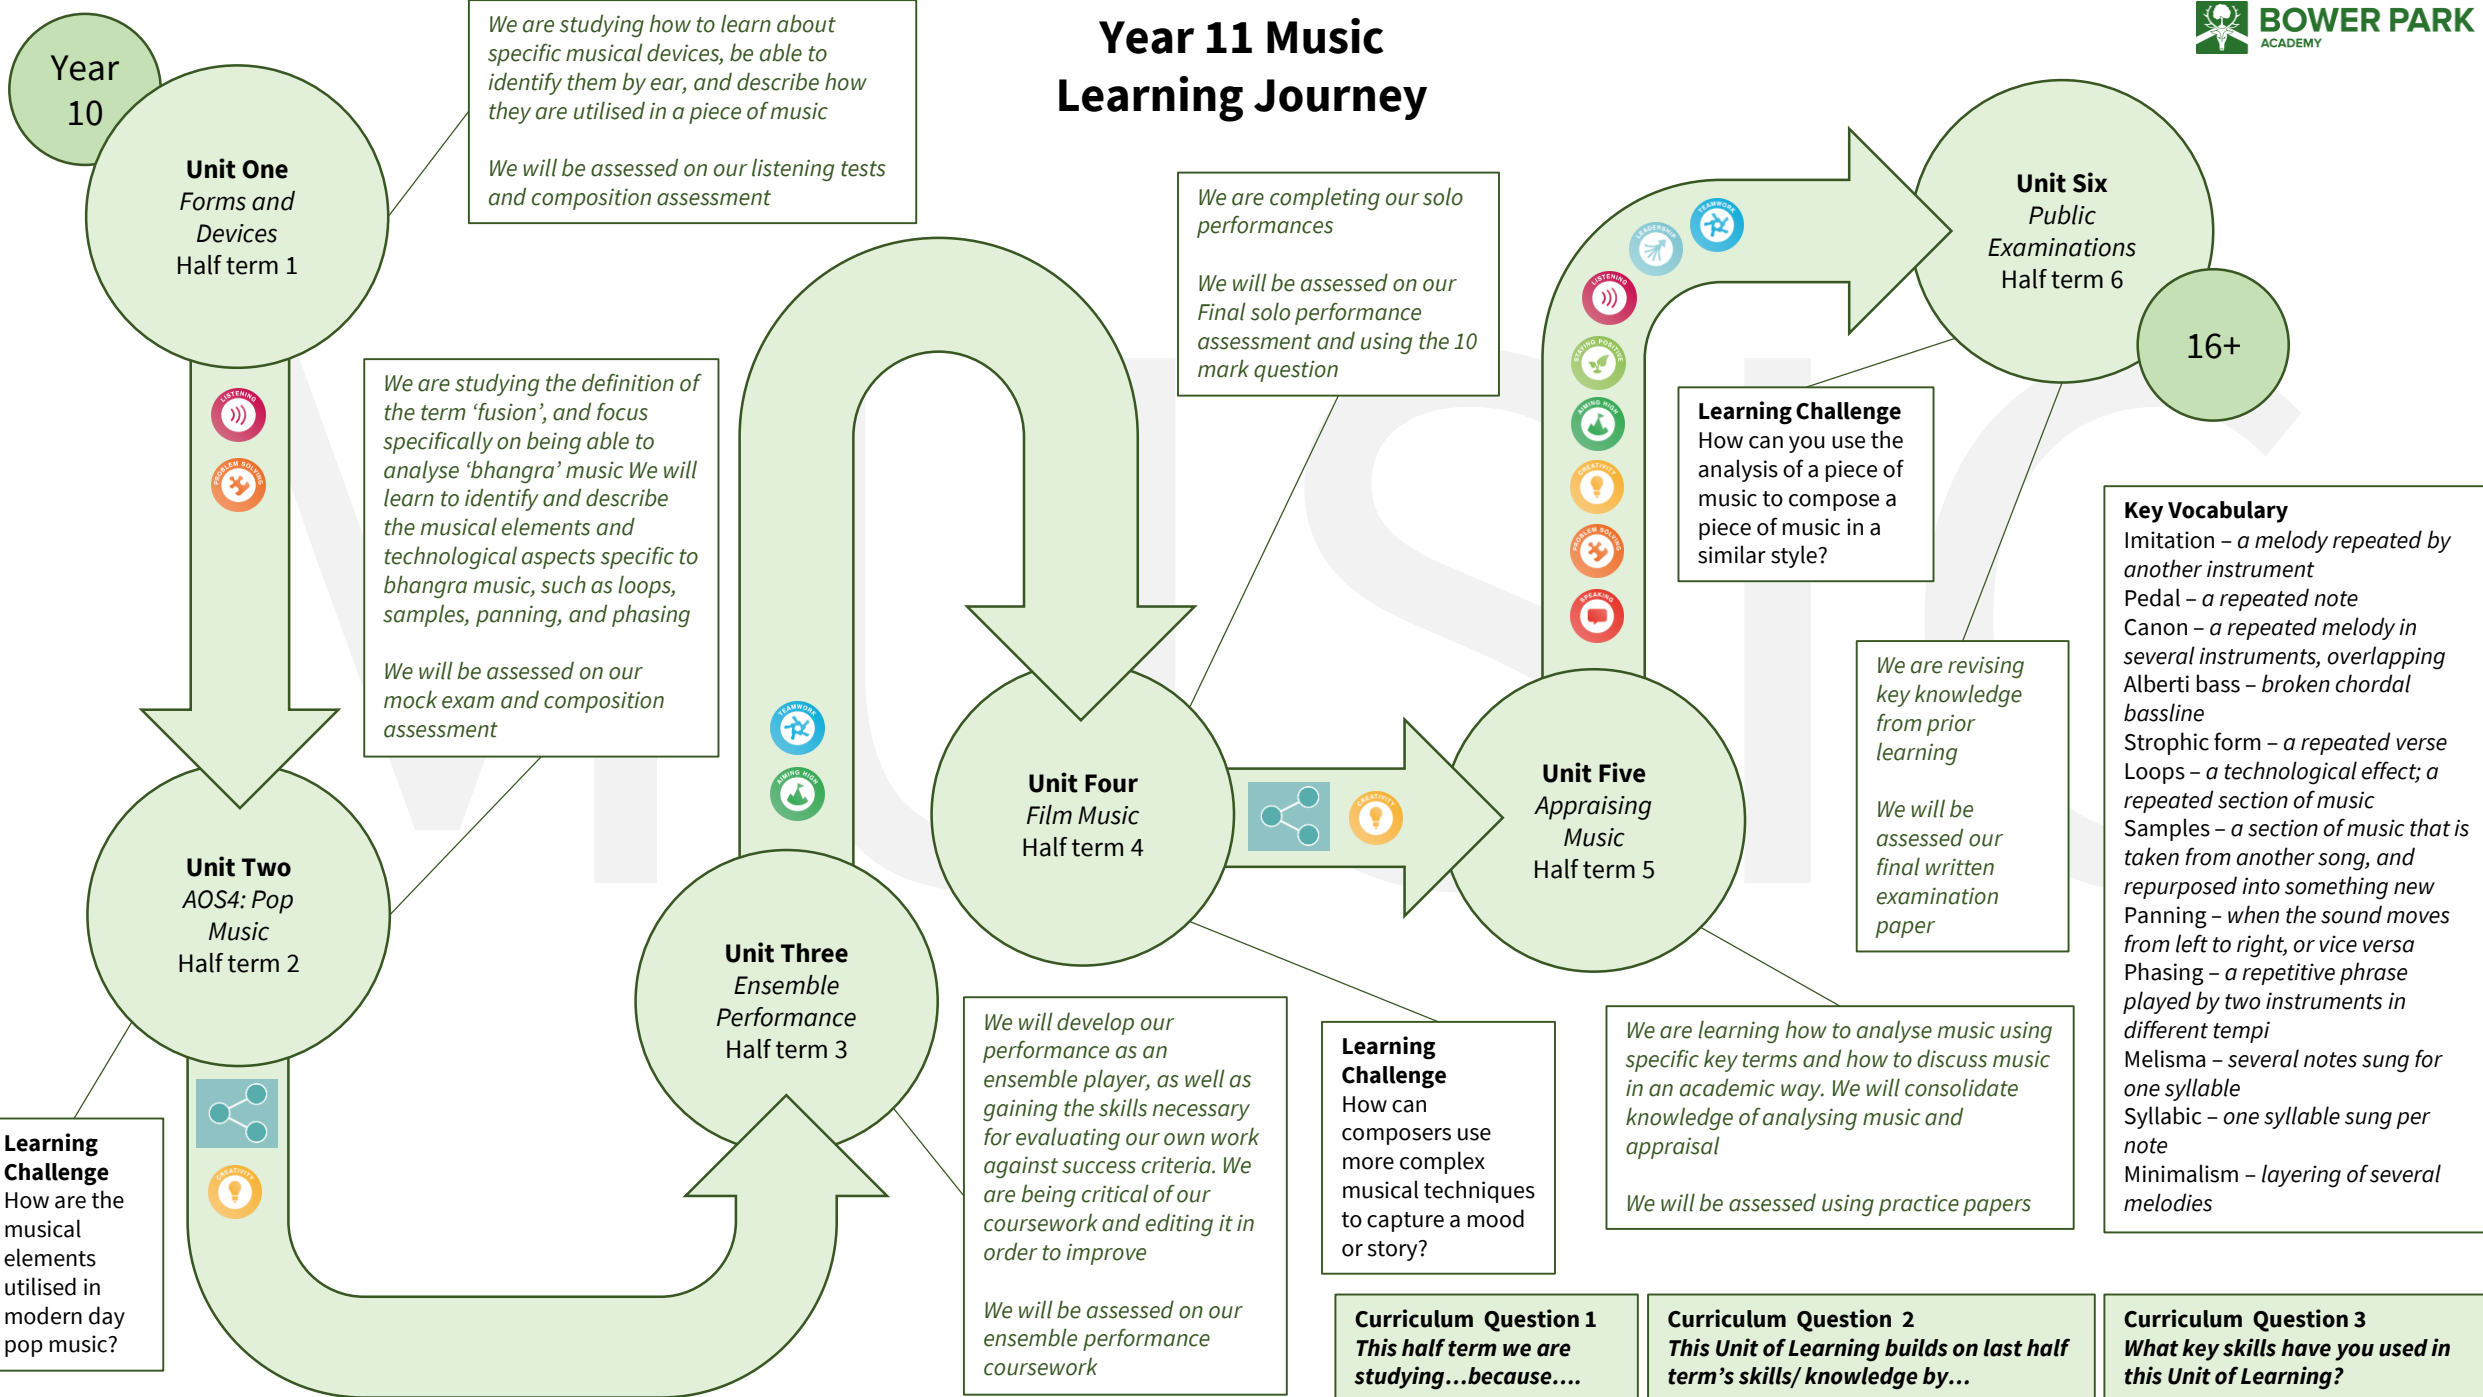 Year 11 Music
Learning Journey
BOWER PARK
ACADEMY
Year
10
Unit One
Forms and
Devices
Half term 1
We are studying how to learn about
specific musical devices, be able to
identify them by ear, and describe how
they are utilised in a piece of music
We will be assessed on our listening tests
and composition assessment
LISTENING
PROBLEM SOLVING
We are studying the definition of
the term ‘fusion’, and focus
specifically on being able to
analyse ‘bhangra’ music We will
learn to identify and describe
the musical elements and
technological aspects specific to
bhangra music, such as loops,
samples, panning, and phasing
We will be assessed on our
mock exam and composition
assessment
Unit Two
AOS4: Pop
Music
Half term 2
Learning
Challenge
How are the
musical
elements
utilised in
modern day
pop music?
CREATIVITY
Unit Three
Ensemble
Performance
Half term 3
We will develop our
performance as an
ensemble player, as well as
gaining the skills necessary
for evaluating our own work
against success criteria. We
are being critical of our
coursework and editing it in
order to improve
We will be assessed on our
ensemble performance
coursework
TEAMWORK
AIMING HIGH
Unit Four
Film Music
Half term 4
We are completing our solo
performances
We will be assessed on our
Final solo performance
assessment and using the 10
mark question
Learning
Challenge
How can
composers use
more complex
musical techniques
to capture a mood
or story?
CREATIVITY
Unit Five
Appraising
Music
Half term 5
We are learning how to analyse music using
specific key terms and how to discuss music
in an academic way. We will consolidate
knowledge of analysing music and
appraisal
We will be assessed using practice papers
TEAMWORK
LEADERSHIP
LISTENING
STAYING POSITIVE
AIMING HIGH
CREATIVITY
PROBLEM SOLVING
SPEAKING
Unit Six
Public
Examinations
Half term 6
16+
Learning Challenge
How can you use the
analysis of a piece of
music to compose a
piece of music in a
similar style?
We are revising
key knowledge
from prior
learning
We will be
assessed our
final written
examination
paper
Key Vocabulary
Imitation – a melody repeated by
another instrument
Pedal – a repeated note
Canon – a repeated melody in
several instruments, overlapping
Alberti bass – broken chordal
bassline
Strophic form – a repeated verse
Loops – a technological effect; a
repeated section of music
Samples – a section of music that is
taken from another song, and
repurposed into something new
Panning – when the sound moves
from left to right, or vice versa
Phasing – a repetitive phrase
played by two instruments in
different tempi
Melisma – several notes sung for
one syllable
Syllabic – one syllable sung per
note
Minimalism – layering of several
melodies
Curriculum Question 1
This half term we are
studying...because....
Curriculum Question 2
This Unit of Learning builds on last half
term’s skills/ knowledge by...
Curriculum Question 3
What key skills have you used in
this Unit of Learning?
MUSIC